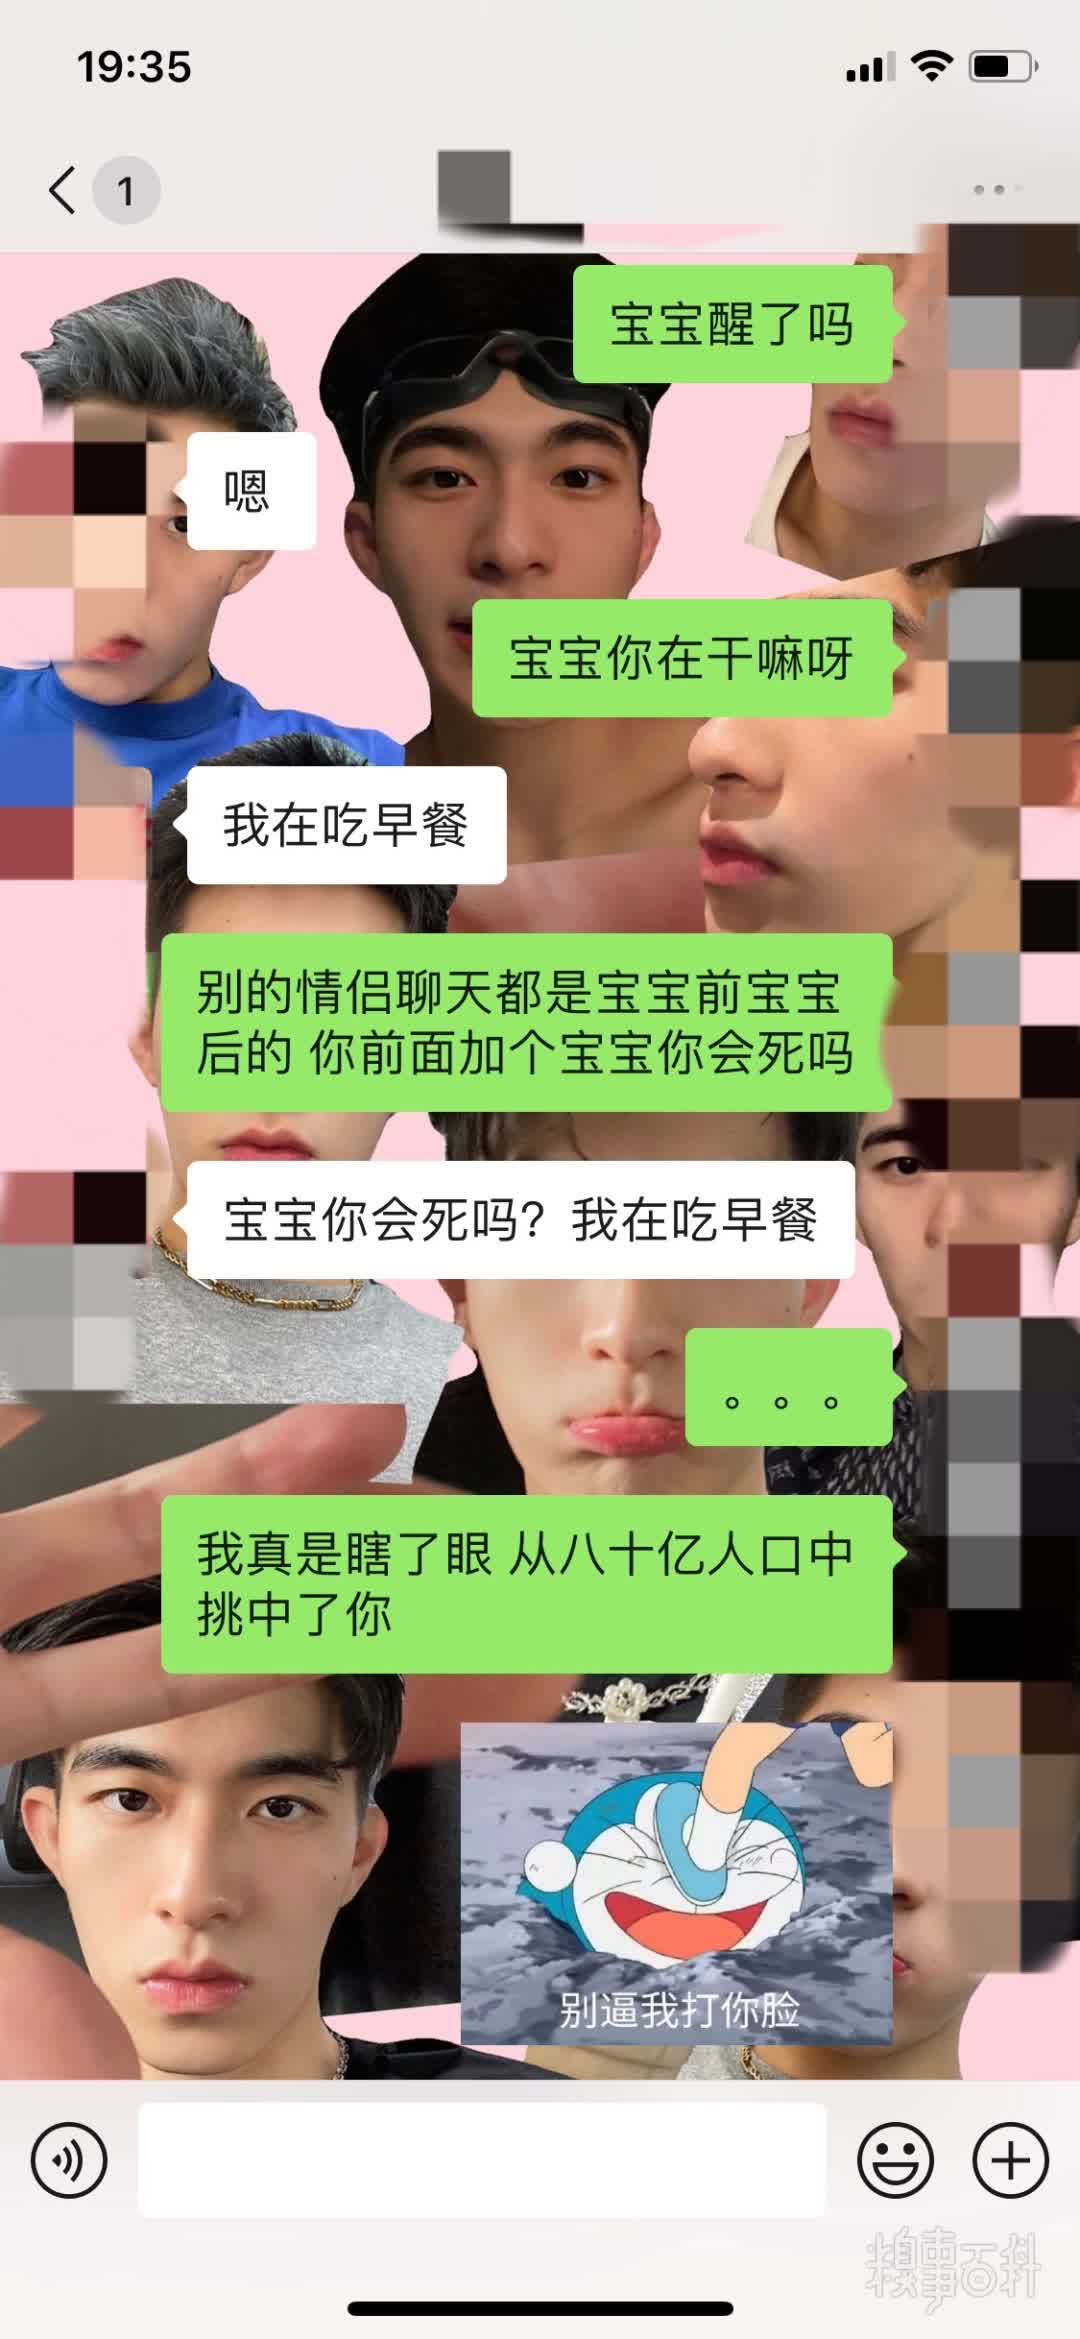 19:35
1
宝宝醒了吗
嗯
宝宝你在干嘛呀
我在吃早餐
别的情侣聊天都是宝宝前宝宝
后的 你前面加个宝宝你会死吗
宝宝你会死吗？我在吃早餐
。。。
我真是瞎了眼 从八十亿人口中
挑中了你
别逼我打你脸
糗事百科